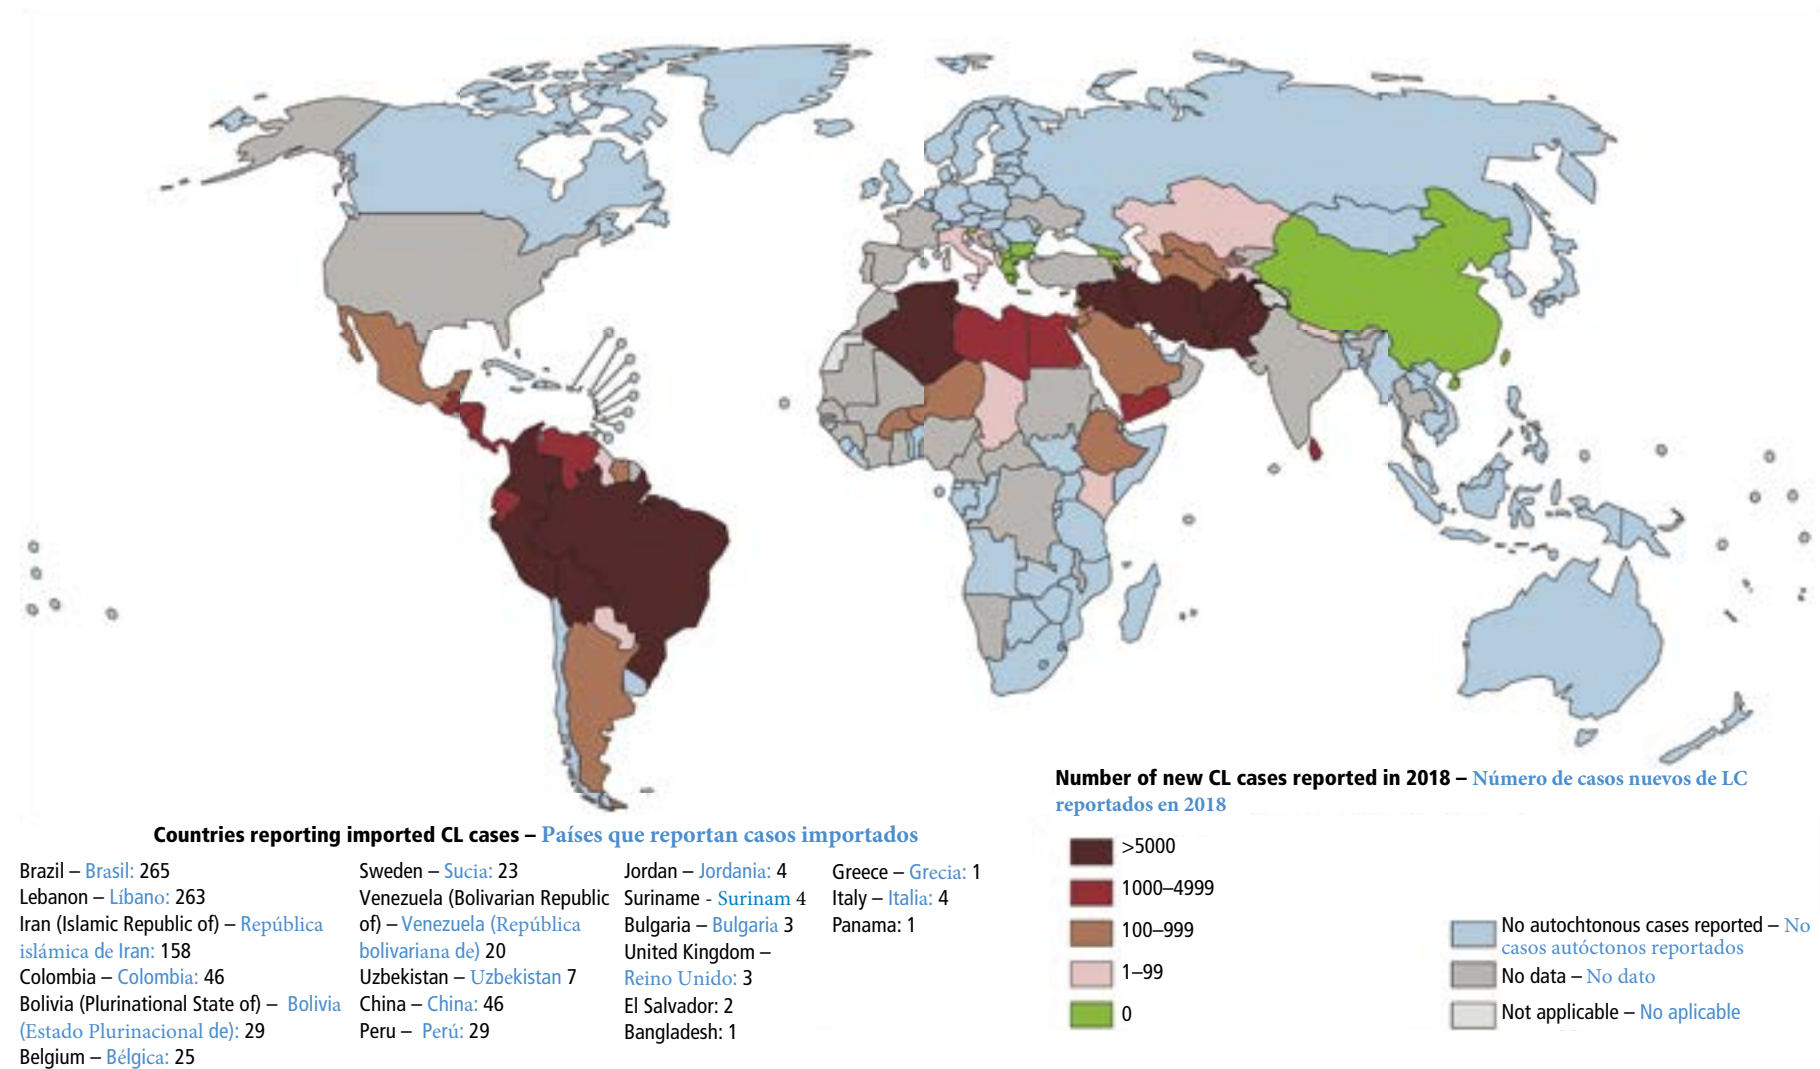 Number of new CL cases reported in 2018 – Número de casos nuevos de LC
reportados en 2018
>5000
1000–4999
100–999
1–99
0
No autochtonous cases reported – No
casos autóctonos reportados
No data – No dato
Not applicable – No aplicable
Countries reporting imported CL cases – Países que reportan casos importados
Brazil – Brasil: 265
Lebanon – Líbano: 263
Iran (Islamic Republic of) – República
islámica de Iran: 158
Colombia – Colombia: 46
Bolivia (Plurinational State of) – Bolivia
(Estado Plurinacional de): 29
Belgium – Bélgica: 25
Sweden – Sucia: 23
Venezuela (Bolivarian Republic
of) – Venezuela (República
bolivariana de) 20
Uzbekistan – Uzbekistan 7
China – China: 46
Peru – Perú: 29
Jordan – Jordania: 4
Suriname - Surinam 4
Bulgaria – Bulgaria 3
United Kingdom –
Reino Unido: 3
El Salvador: 2
Bangladesh: 1
Greece – Grecia: 1
Italy – Italia: 4
Panama: 1